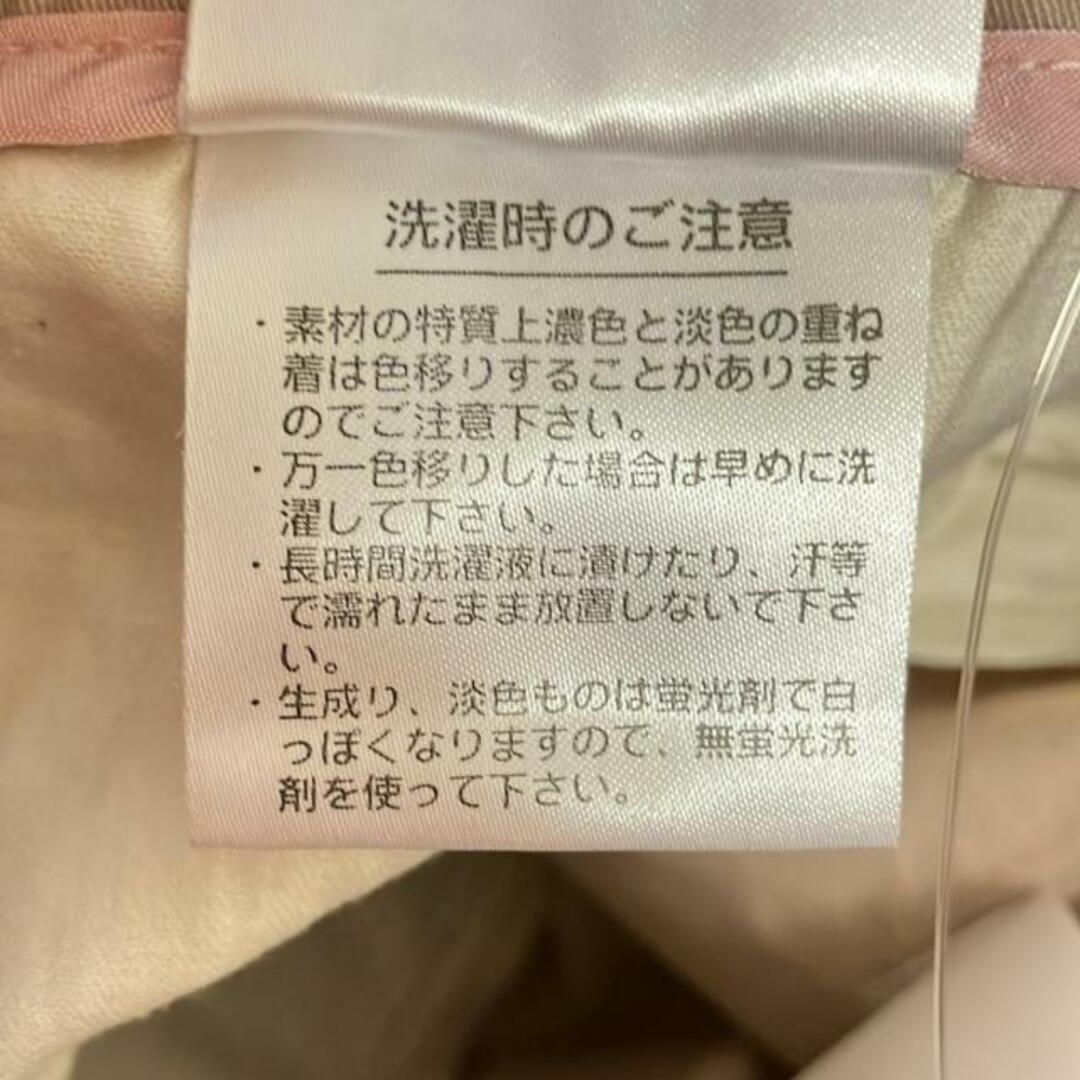 洗濯時のご注意
・素材の特質上濃色と淡色の重ね
着は色移りすることがあります
のでご注意下さい。
・万一色移りした場合は早めに洗
濯して下さい。
・長時間洗濯液に漬けたり、汗等
で濡れたまま放置しないで下さ
い。
・生成り、淡色ものは蛍光剤で白
っぽくなりますので、無蛍光洗
剤を使って下さい。